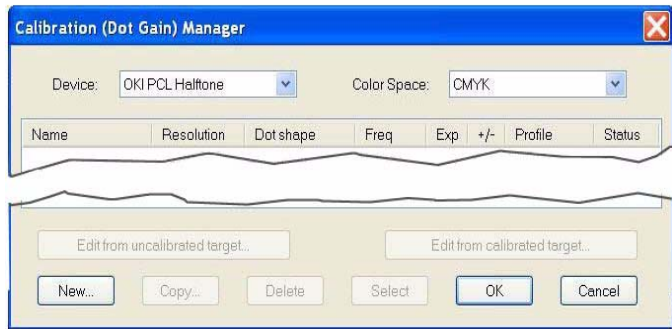 Calibration (Dot Gain) Manager
Device: OKI PCL Halftone Color Space: CMYK
Name Resolution Dot shape Freq Exp +/- Profile Status
Edit from uncalibrated target... Edit from calibrated target...
New... Copy... Delete Select OK Cancel